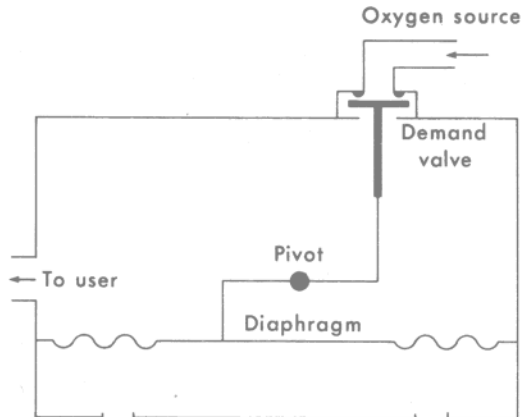 Oxygen source
Demand
valve
Pivot
To user
Diaphragm